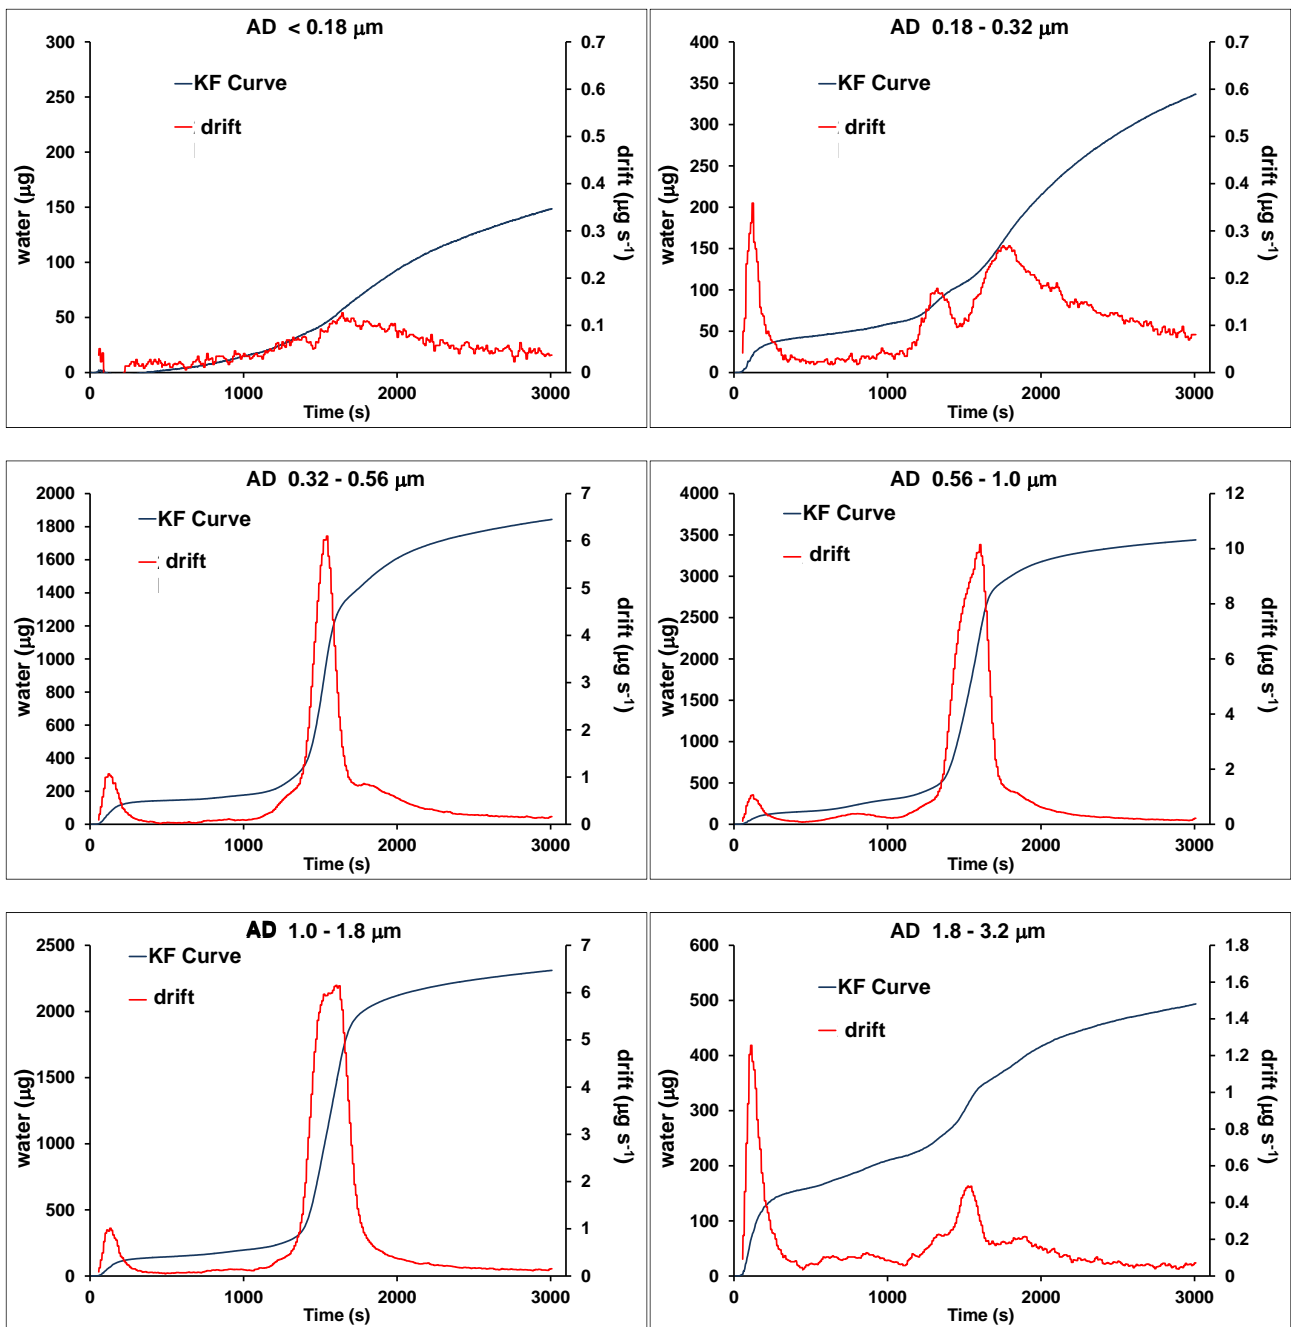 AD < 0.18 µm
300
250
200
150
100
50
0
0.7
0.6
0.5
0.4
0.3
0.2
0.1
0
KF Curve
drift
water (µg)
drift (µg s-1)
0 1000 2000 3000
Time (s)
AD 0.18 - 0.32 µm
400
350
300
250
200
150
100
50
0
0.7
0.6
0.5
0.4
0.3
0.2
0.1
0
KF Curve
drift
water (µg)
drift (µg s-1)
0 1000 2000 3000
Time (s)
AD 0.32 - 0.56 µm
2000
1800
1600
1400
1200
1000
800
600
400
200
0
7
6
5
4
3
2
1
0
KF Curve
drift
water (µg)
drift (µg s-1)
0 1000 2000 3000
Time (s)
AD 0.56 - 1.0 µm
4000
3500
3000
2500
2000
1500
1000
500
0
12
10
8
6
4
2
0
KF Curve
drift
water (µg)
drift (µg s-1)
0 1000 2000 3000
Time (s)
AD 1.0 - 1.8 µm
2500
2000
1500
1000
500
0
7
6
5
4
3
2
1
0
KF Curve
drift
water (µg)
drift (µg s-1)
0 1000 2000 3000
Time (s)
AD 1.8 - 3.2 µm
600
500
400
300
200
100
0
1.8
1.6
1.4
1.2
1
0.8
0.6
0.4
0.2
0
KF Curve
drift
water (µg)
drift (µg s-1)
0 1000 2000 3000
Time (s)